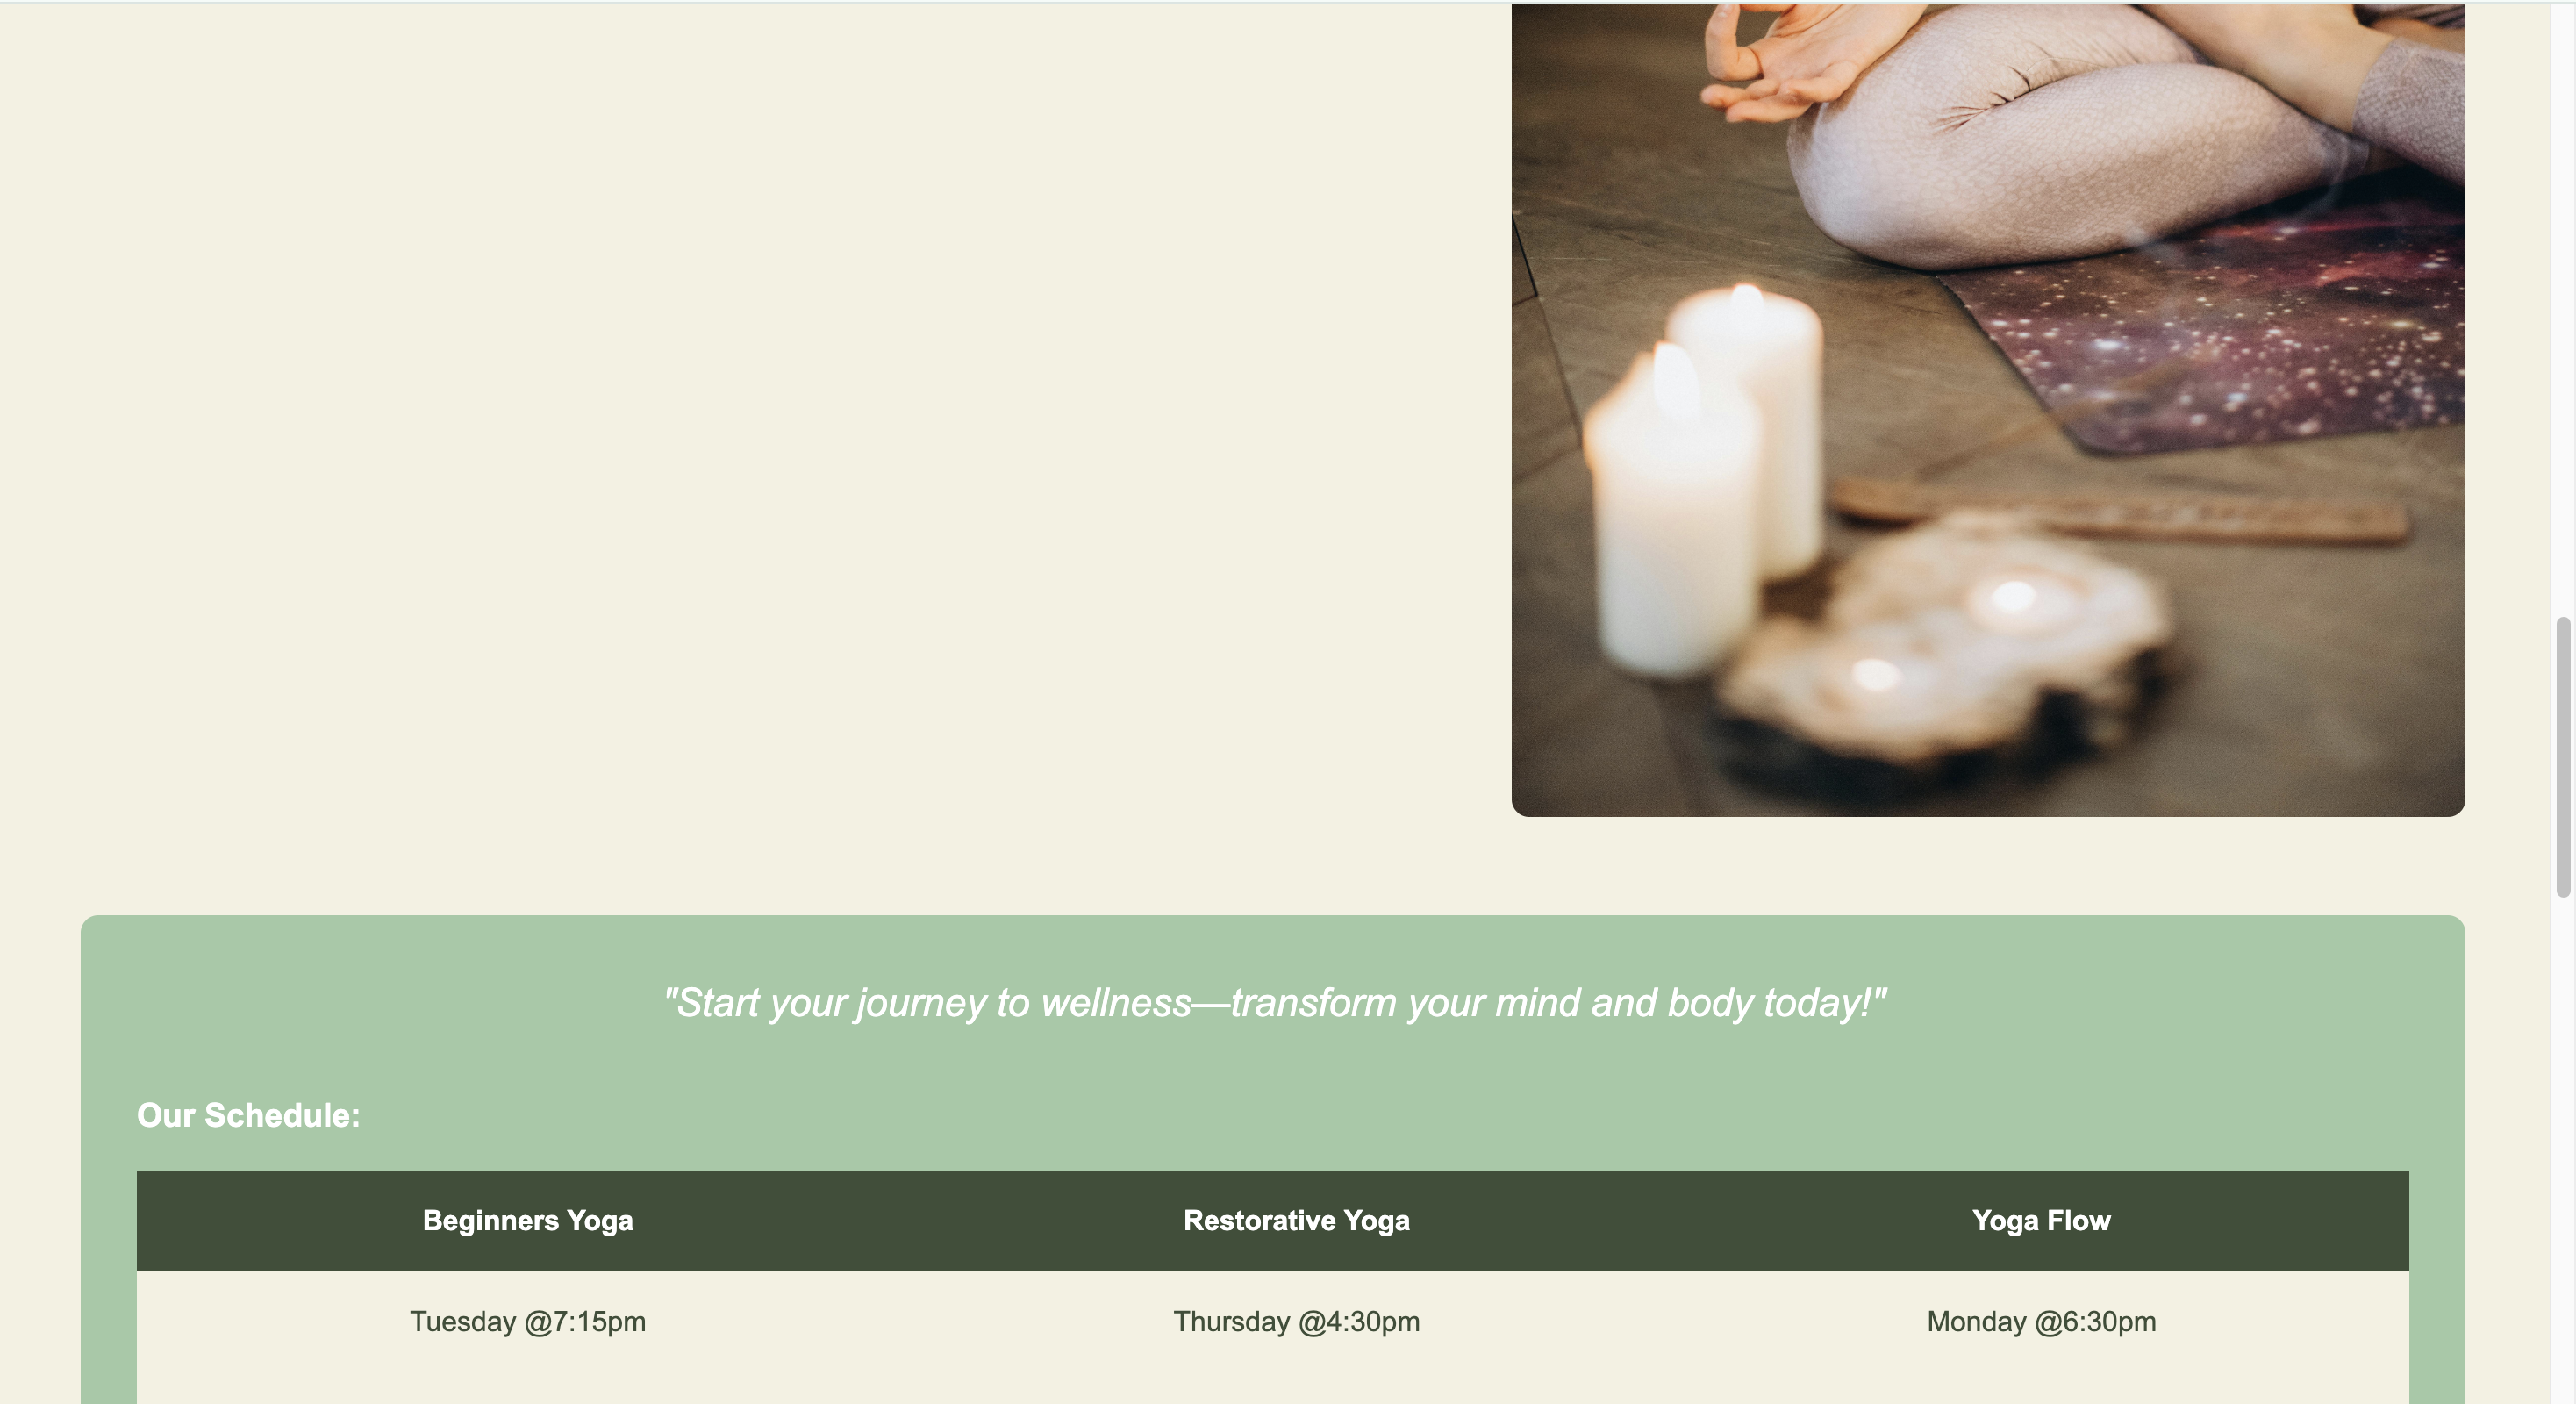 "Start your journey to wellness—transform your mind and body today!"
Our Schedule:
Beginners Yoga Restorative Yoga Yoga Flow
Tuesday @7:15pm Thursday @4:30pm Monday @6:30pm